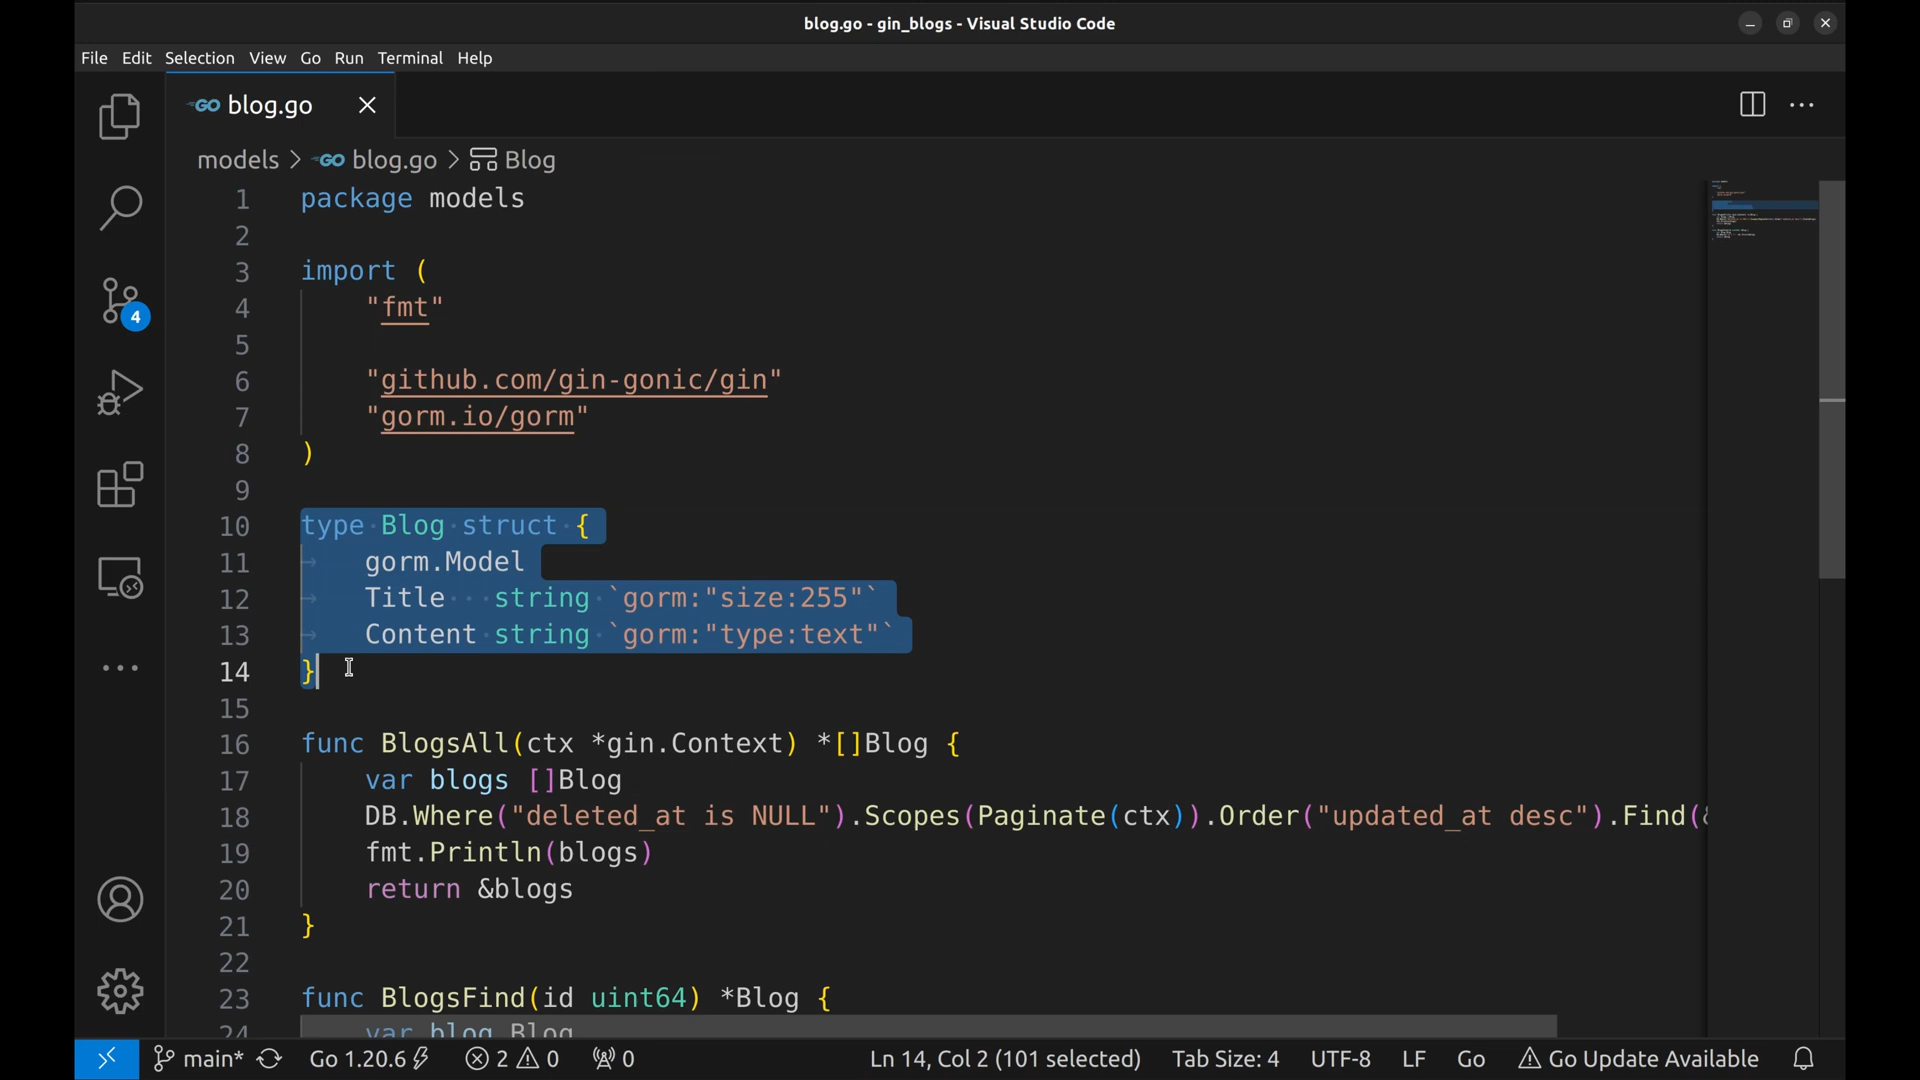 blog.go - gin_blogs - Visual Studio Code
File Edit Selection View Go Run Terminal Help
GO blog.go
models > GO blog.go > Blog
1 package models
2
3 import (
4 "fmt"
5
6 "github.com/gin-gonic/gin"
7 "gorm.io/gorm"
8 )
9
10 type Blog struct {
11 gorm.Model
12 Title string `gorm:"size:255"`
13 Content string `gorm:"type:text"`
14 }
15
16 func BlogsAll(ctx *gin.Context) *[]Blog {
17 var blogs []Blog
18 DB.Where("deleted_at is NULL").Scopes(Paginate(ctx)).Order("updated_at desc").Find(
19 fmt.Println(blogs)
20 return &blogs
21 }
22
23 func BlogsFind(id uint64) *Blog {
24 var blog Blog
4
main* Go 1.20.6 2 0 0 Ln 14, Col 2 (101 selected) Tab Size: 4 UTF-8 LF Go Go Update Available